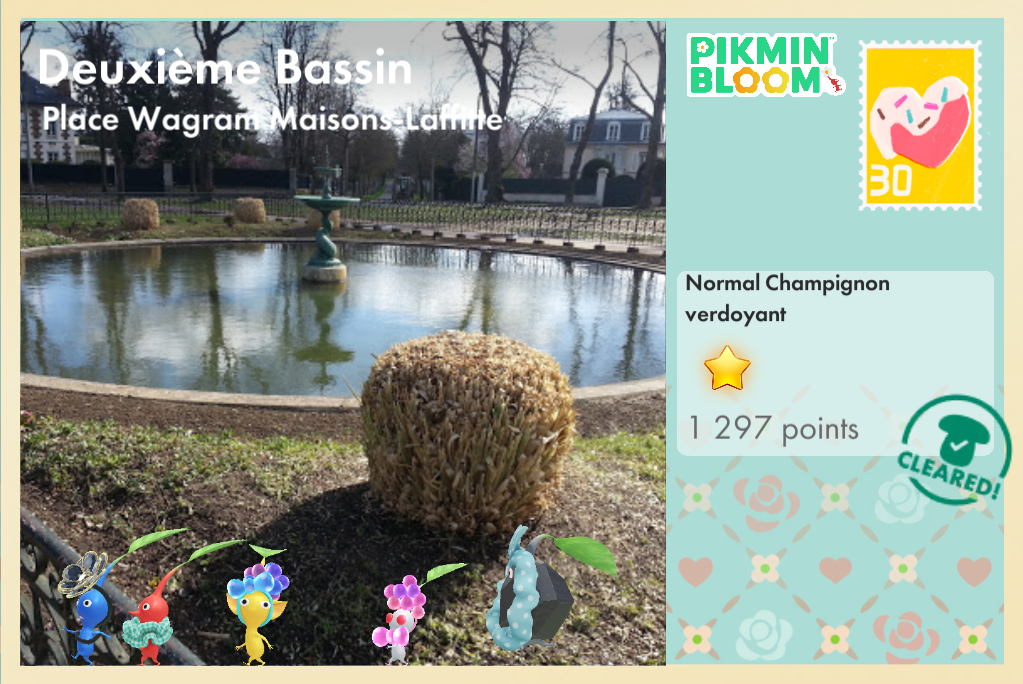 Deuxième Bassin
Place Wagram Maisons-Laffitte
PIKMIN
BLOOM
30
Normal Champignon
verdoyant
1 297 points
CLEARED!